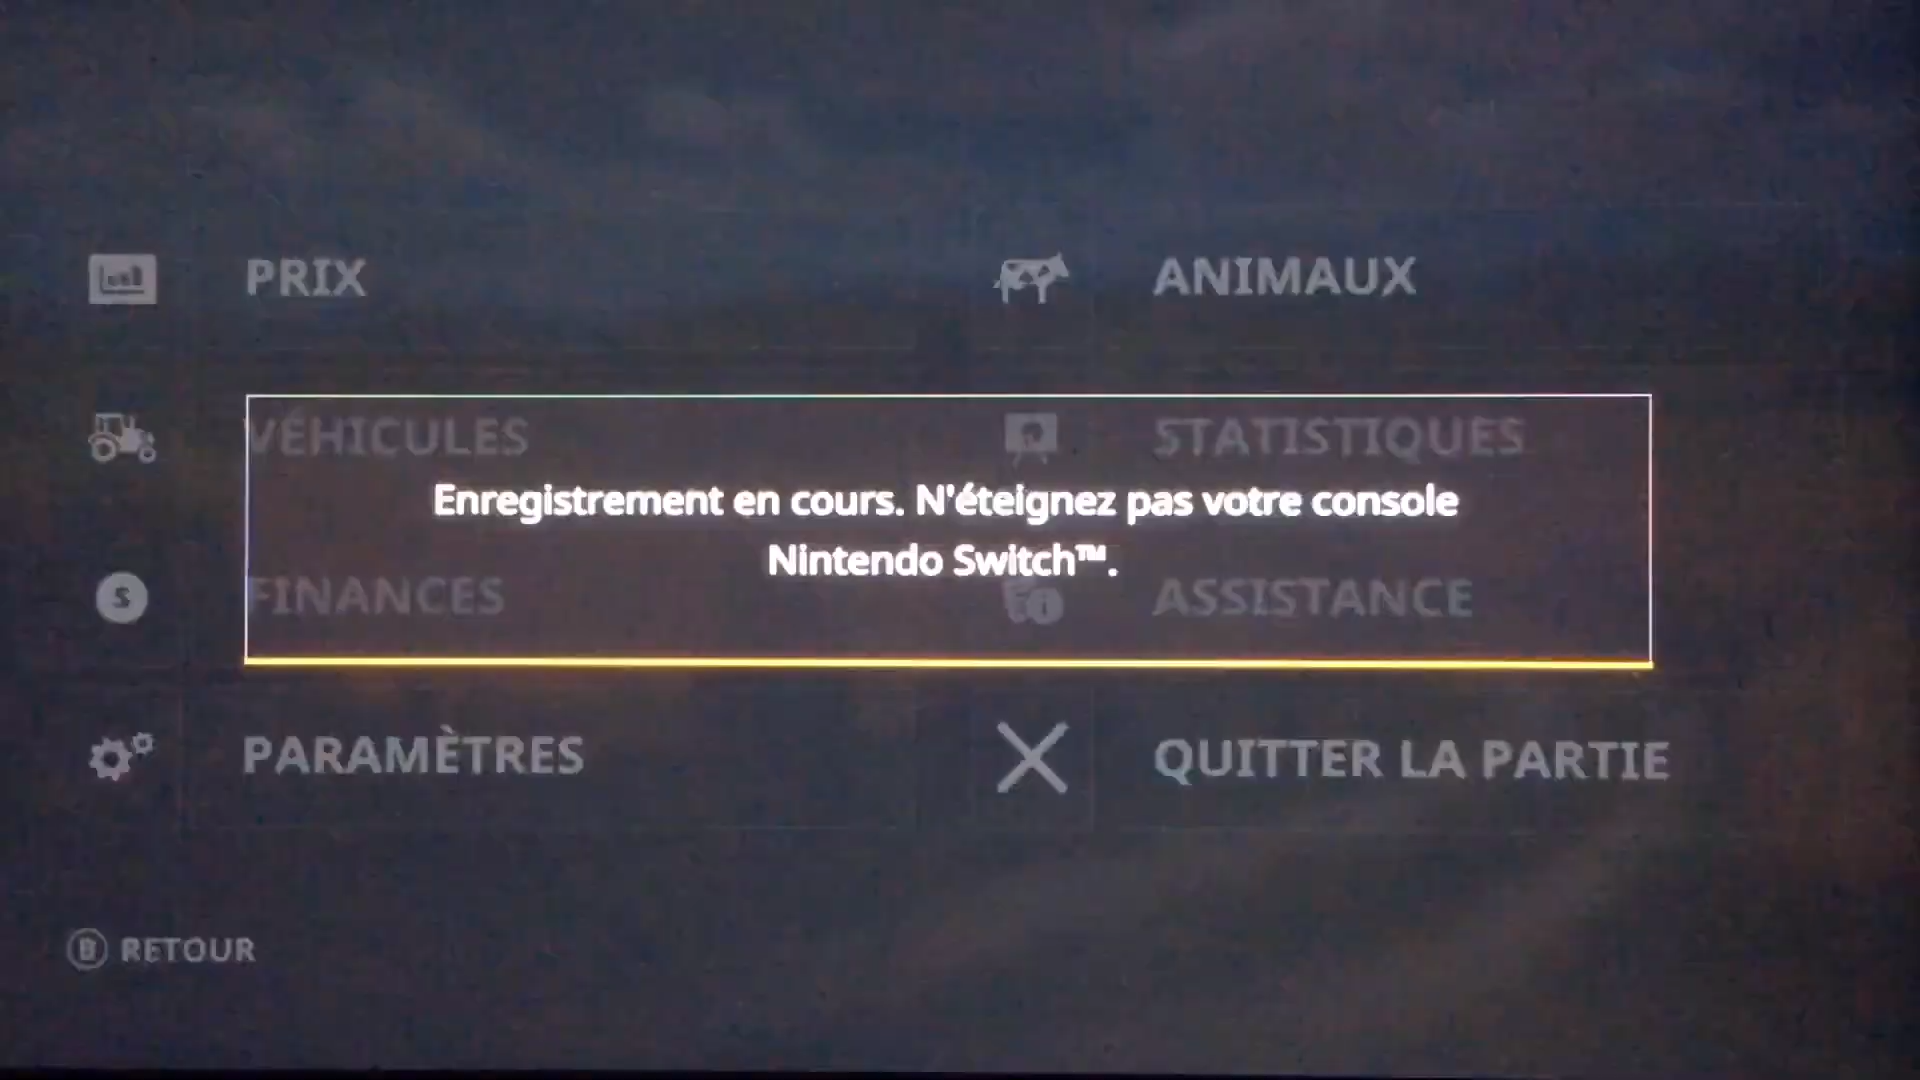 PRIX
ANIMAUX
VÉHICULES
STATISTIQUES
Enregistrement en cours. N'éteignez pas votre console
Nintendo Switch™.
FINANCES
ASSISTANCE
PARAMÈTRES
QUITTER LA PARTIE
B RETOUR